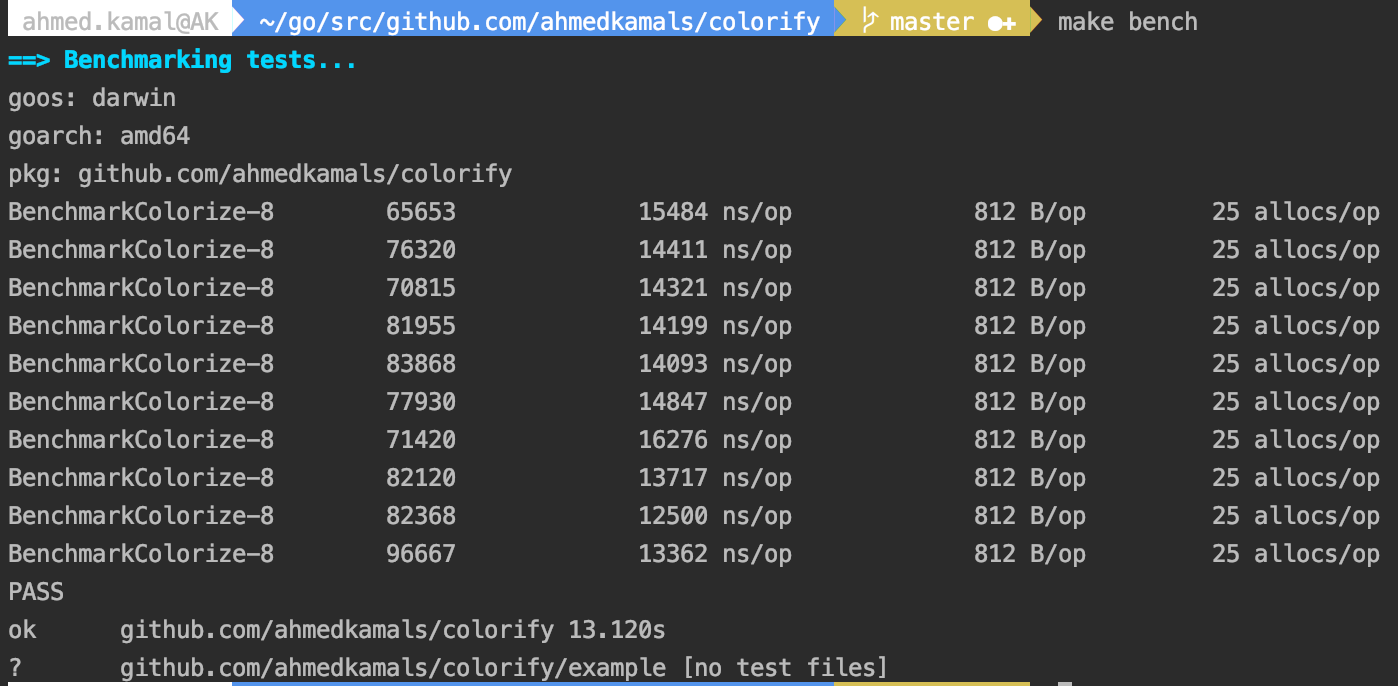 ahmed.kamal@AK ~/go/src/github.com/ahmedkamals/colorify master ●+ make bench
==> Benchmarking tests...
goos: darwin
goarch: amd64
pkg: github.com/ahmedkamals/colorify
BenchmarkColorize-8 65653 15484 ns/op 812 B/op 25 allocs/op
BenchmarkColorize-8 76320 14411 ns/op 812 B/op 25 allocs/op
BenchmarkColorize-8 70815 14321 ns/op 812 B/op 25 allocs/op
BenchmarkColorize-8 81955 14199 ns/op 812 B/op 25 allocs/op
BenchmarkColorize-8 83868 14093 ns/op 812 B/op 25 allocs/op
BenchmarkColorize-8 77930 14847 ns/op 812 B/op 25 allocs/op
BenchmarkColorize-8 71420 16276 ns/op 812 B/op 25 allocs/op
BenchmarkColorize-8 82120 13717 ns/op 812 B/op 25 allocs/op
BenchmarkColorize-8 82368 12500 ns/op 812 B/op 25 allocs/op
BenchmarkColorize-8 96667 13362 ns/op 812 B/op 25 allocs/op
PASS
ok github.com/ahmedkamals/colorify 13.120s
? github.com/ahmedkamals/colorify/example [no test files]